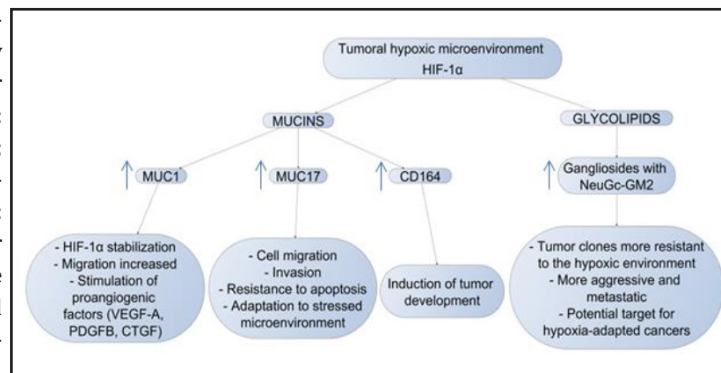 Tumoral hypoxic microenvironment
HIF-1α
MUCINS
GLYCOLIPIDS
MUC1
MUC17
CD164
Gangliosides with
NeuGc-GM2
- HIF-1α stabilization
- Migration increased
- Stimulation of
proangiogenic
factors (VEGF-A,
PDGFB, CTGF)
- Cell migration
- Invasion
- Resistance to apoptosis
- Adaptation to stressed
microenvironment
Induction of tumor
development
- Tumor clones more resistant
to the hypoxic environment
- More aggressive and
metastatic
- Potential target for
hypoxia-adapted cancers